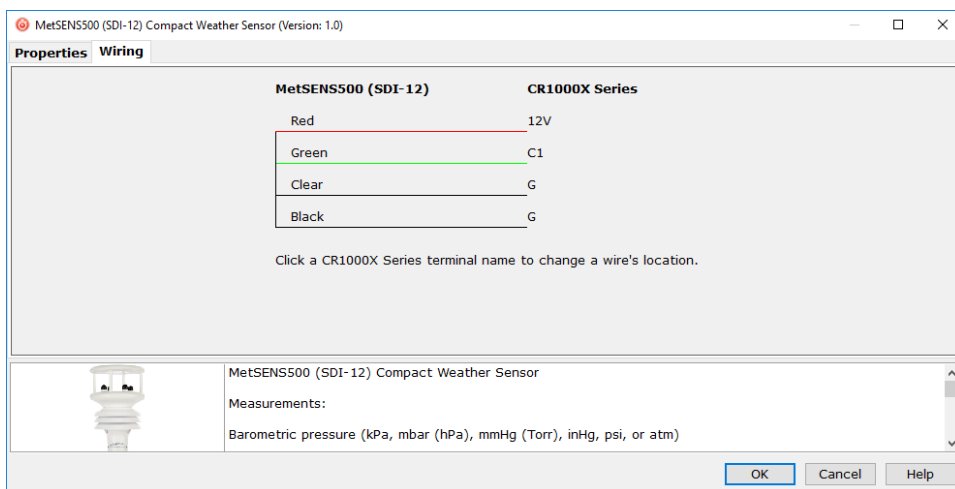 MetSENS500 (SDI-12) Compact Weather Sensor (Version: 1.0)
Properties Wiring
MetSENS500 (SDI-12) CR1000X Series
Red 12V
Green C1
Clear G
Black G
Click a CR1000X Series terminal name to change a wire's location.
MetSENS500 (SDI-12) Compact Weather Sensor
Measurements:
Barometric pressure (kPa, mbar (hPa), mmHg (Torr), inHg, psi, or atm)
OK Cancel Help